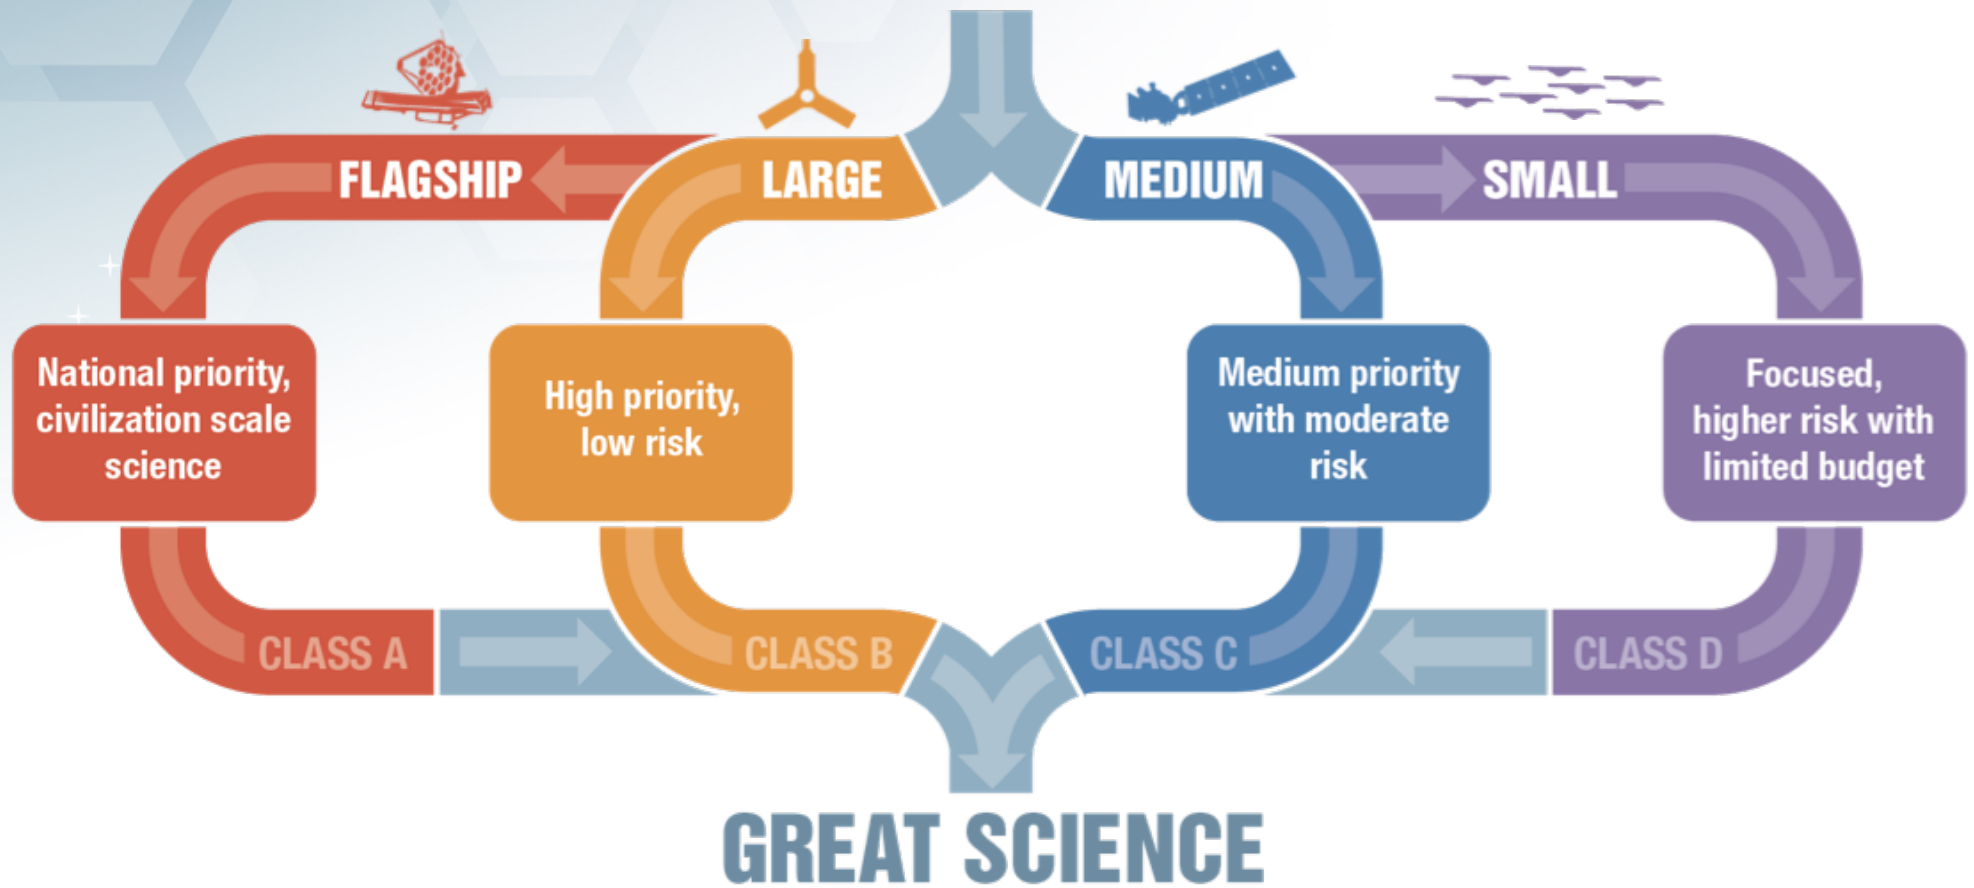 FLAGSHIP
LARGE
MEDIUM
SMALL
National priority,
civilization scale
science
High priority,
low risk
Medium priority
with moderate
risk
Focused,
higher risk with
limited budget
CLASS A
CLASS B
CLASS C
CLASS D
GREAT SCIENCE